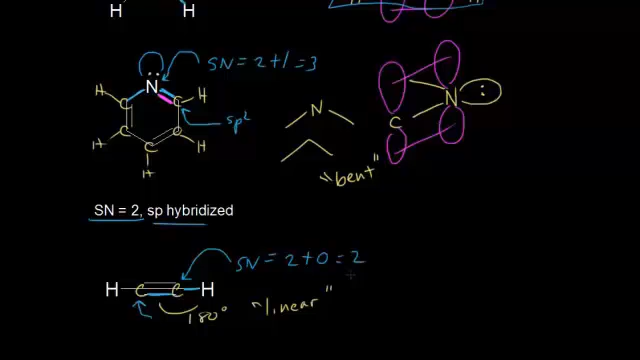 H H
N SN = 2+1 = 3
H C C H
sp²
C C
H C H
H
N
"bent"
C N
SN = 2, sp hybridized
SN = 2 + 0 = 2
H C C H
180° "linear"